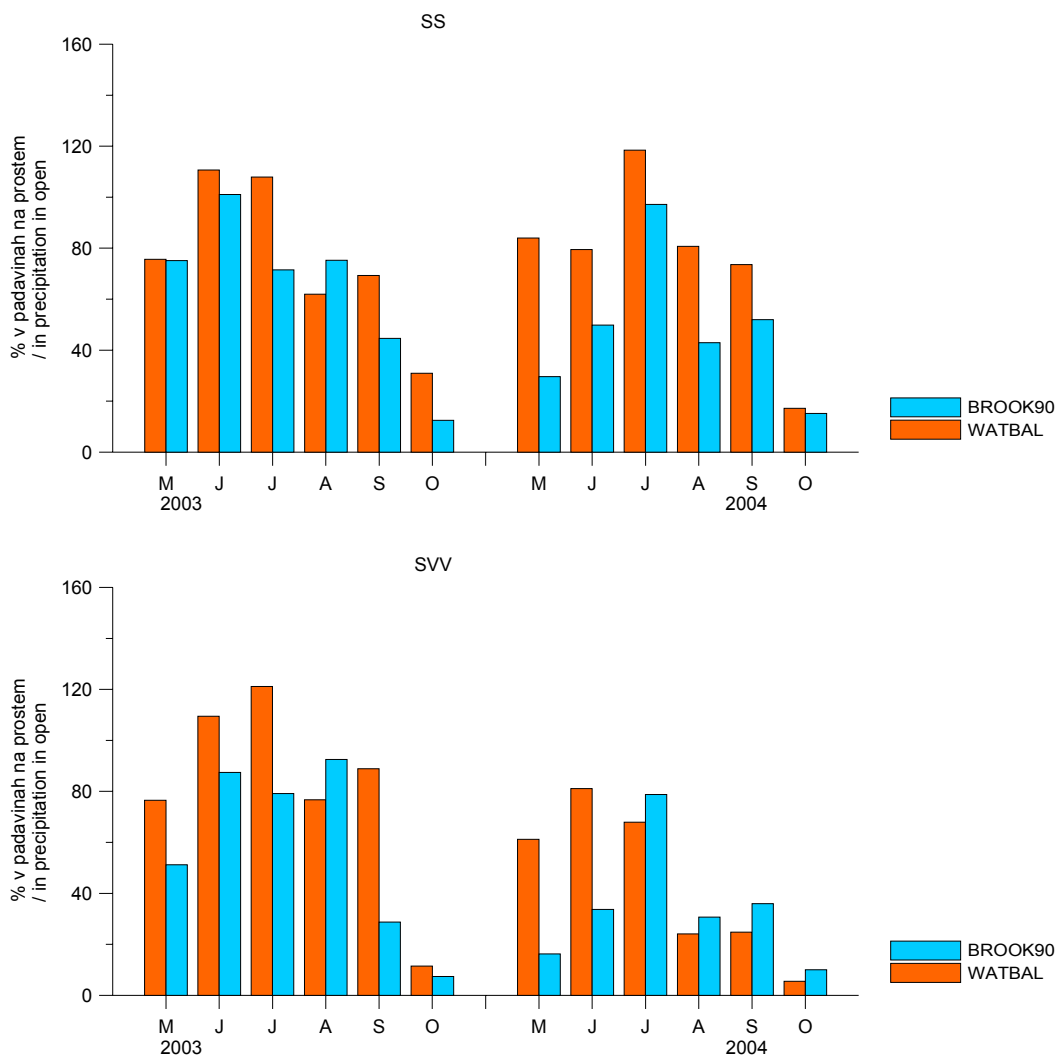 SS
160
120
80
40
0
% v padavinah na prostem
/ in precipitation in open
M J J A S O M J J A S O
2003 2004
BROOK90
WATBAL
SVV
160
120
80
40
0
% v padavinah na prostem
/ in precipitation in open
M J J A S O M J J A S O
2003 2004
BROOK90
WATBAL